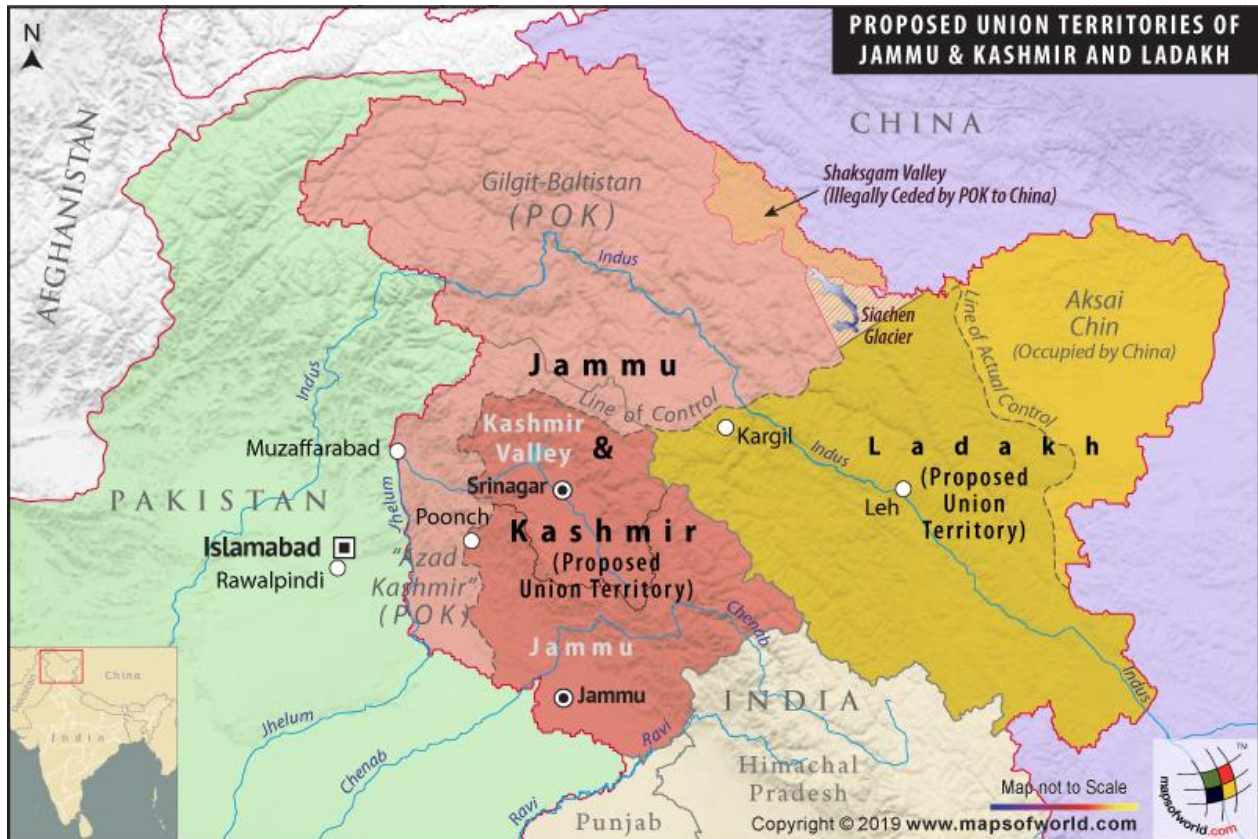 N
PROPOSED UNION TERRITORIES OF
JAMMU & KASHMIR AND LADAKH
AFGHANISTAN
CHINA
Shaksgam Valley
(Illegally Ceded by POK to China)
Gilgit-Baltistan
(POK)
Indus
Siachen
Glacier
Line of Actual Control
Aksai
Chin
(Occupied by China)
Indus
Jammu
Line of Control
Kashmir
Valley
&
Kargil
Muzaffarabad
Indus
Ladakh
(Proposed
Union
Territory)
Leh
Srinagar
PAKISTAN
Jhelum
Poonch
Kashmir
(Proposed
Union Territory)
Islamabad
Rawalpindi
"Azad
Kashmir"
(POK)
Chenab
Jammu
Jammu
INDIA
Indus
Jhelum
Chenab
Ravi
Ravi
Himachal
Pradesh
Punjab
Pakistan
China
India
Map not to Scale
Copyright © 2019 www.mapsofworld.com
TM
mapsofworld.com